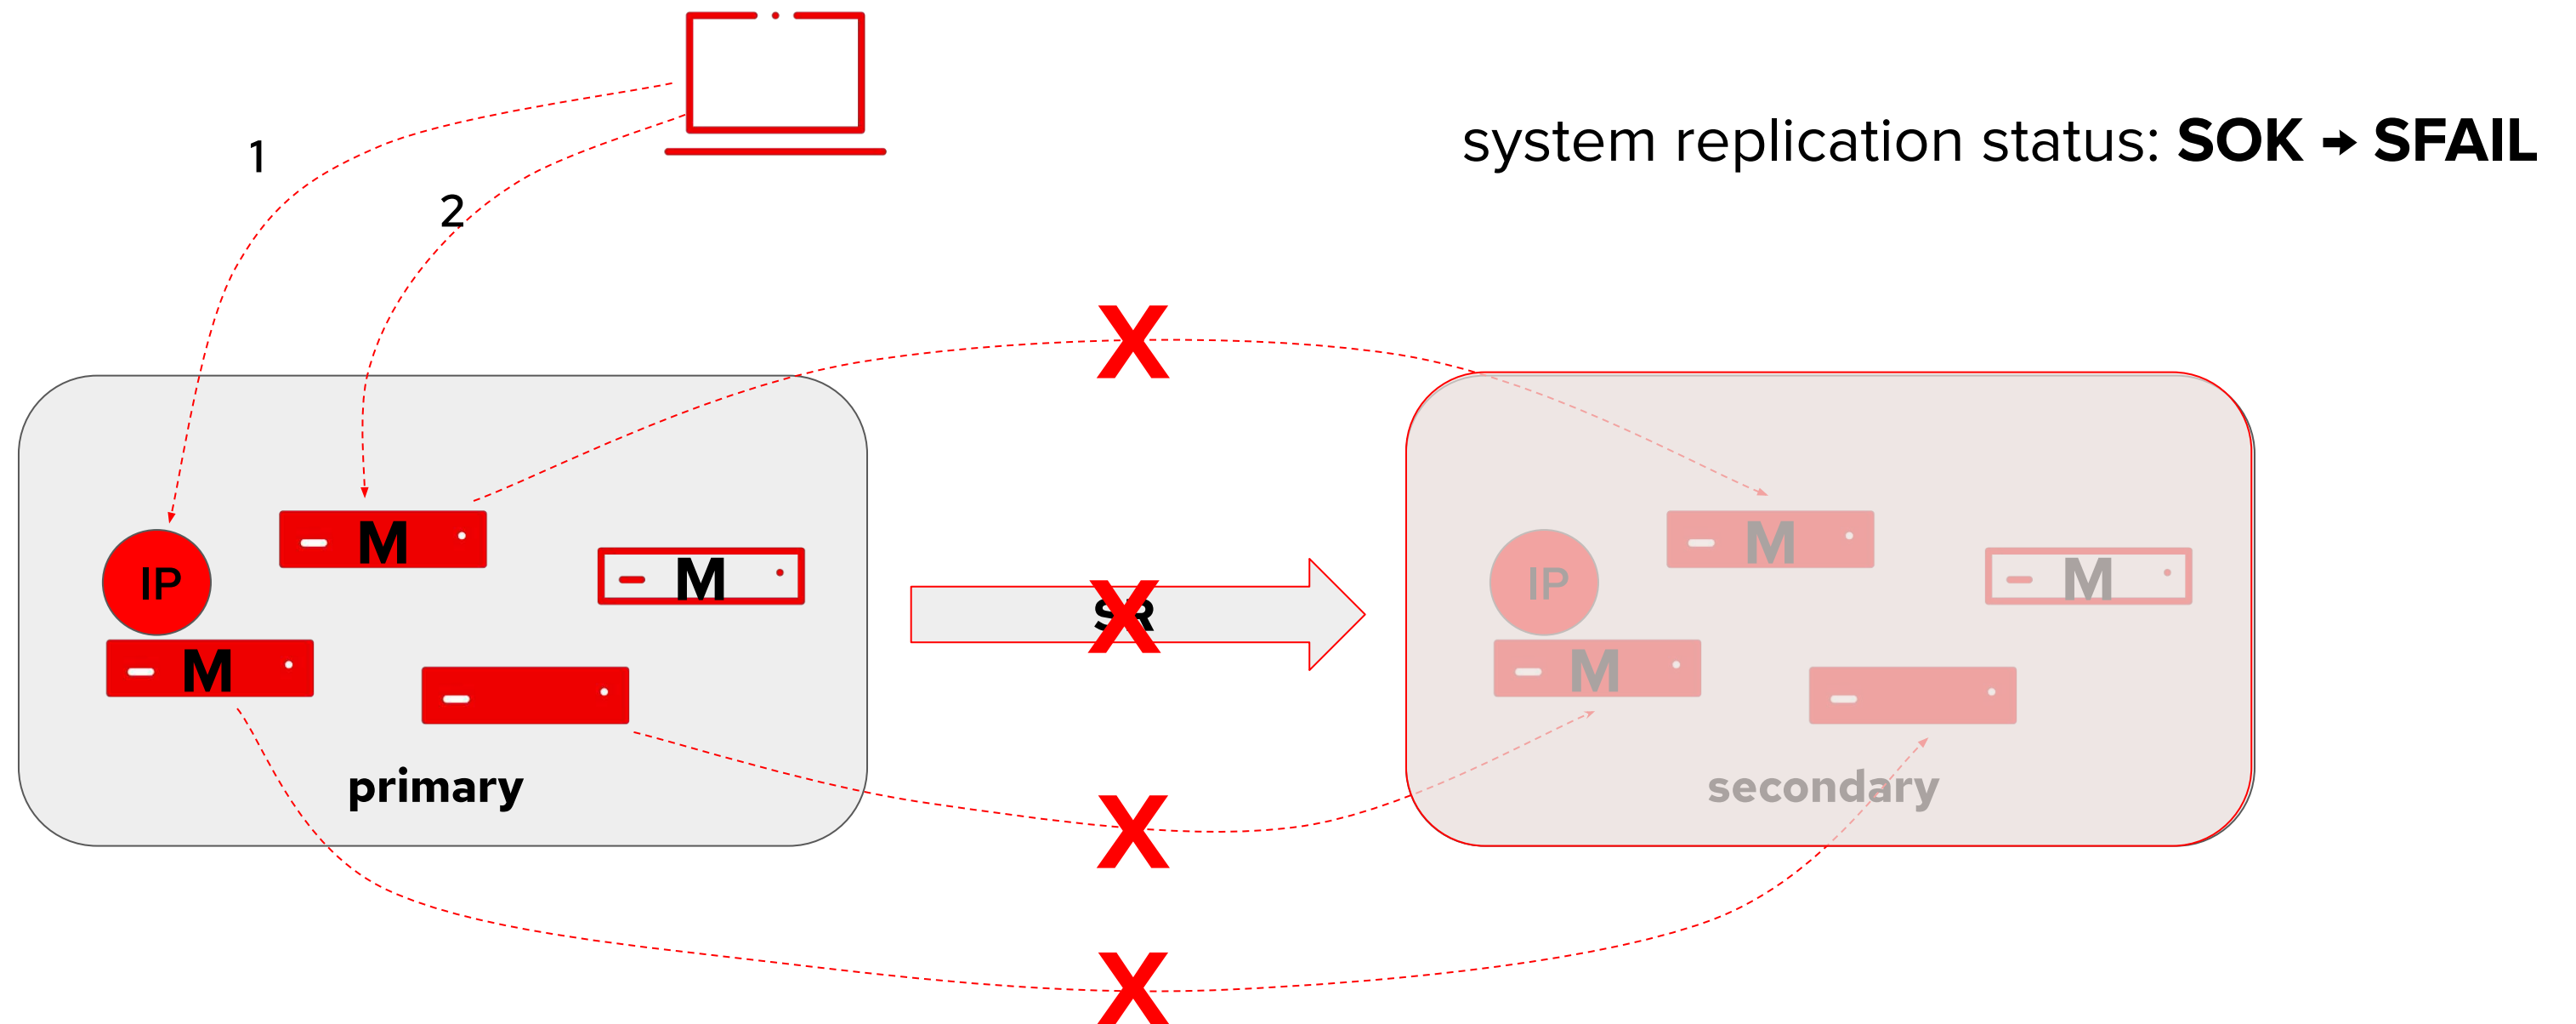 system replication status: SOK → SFAIL
1
2
X
M
M
IP
M
primary
SR
X
M
M
IP
M
secondary
X
X